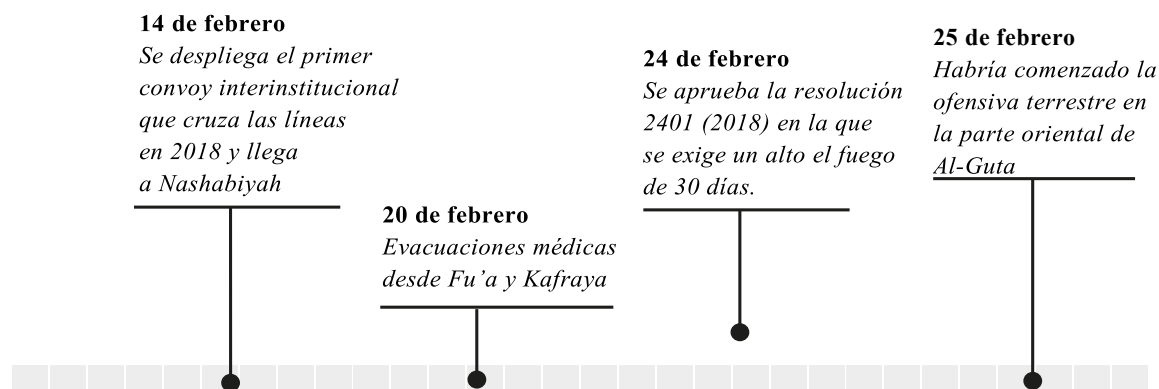 14 de febrero
Se despliega el primer
convoy interinstitucional
que cruza las líneas
en 2018 y llega
a Nashabiyah
20 de febrero
Evacuaciones médicas
desde Fu’a y Kafraya
24 de febrero
Se aprueba la resolución
2401 (2018) en la que
se exige un alto el fuego
de 30 días.
25 de febrero
Habría comenzado la
ofensiva terrestre en
la parte oriental de
Al-Guta